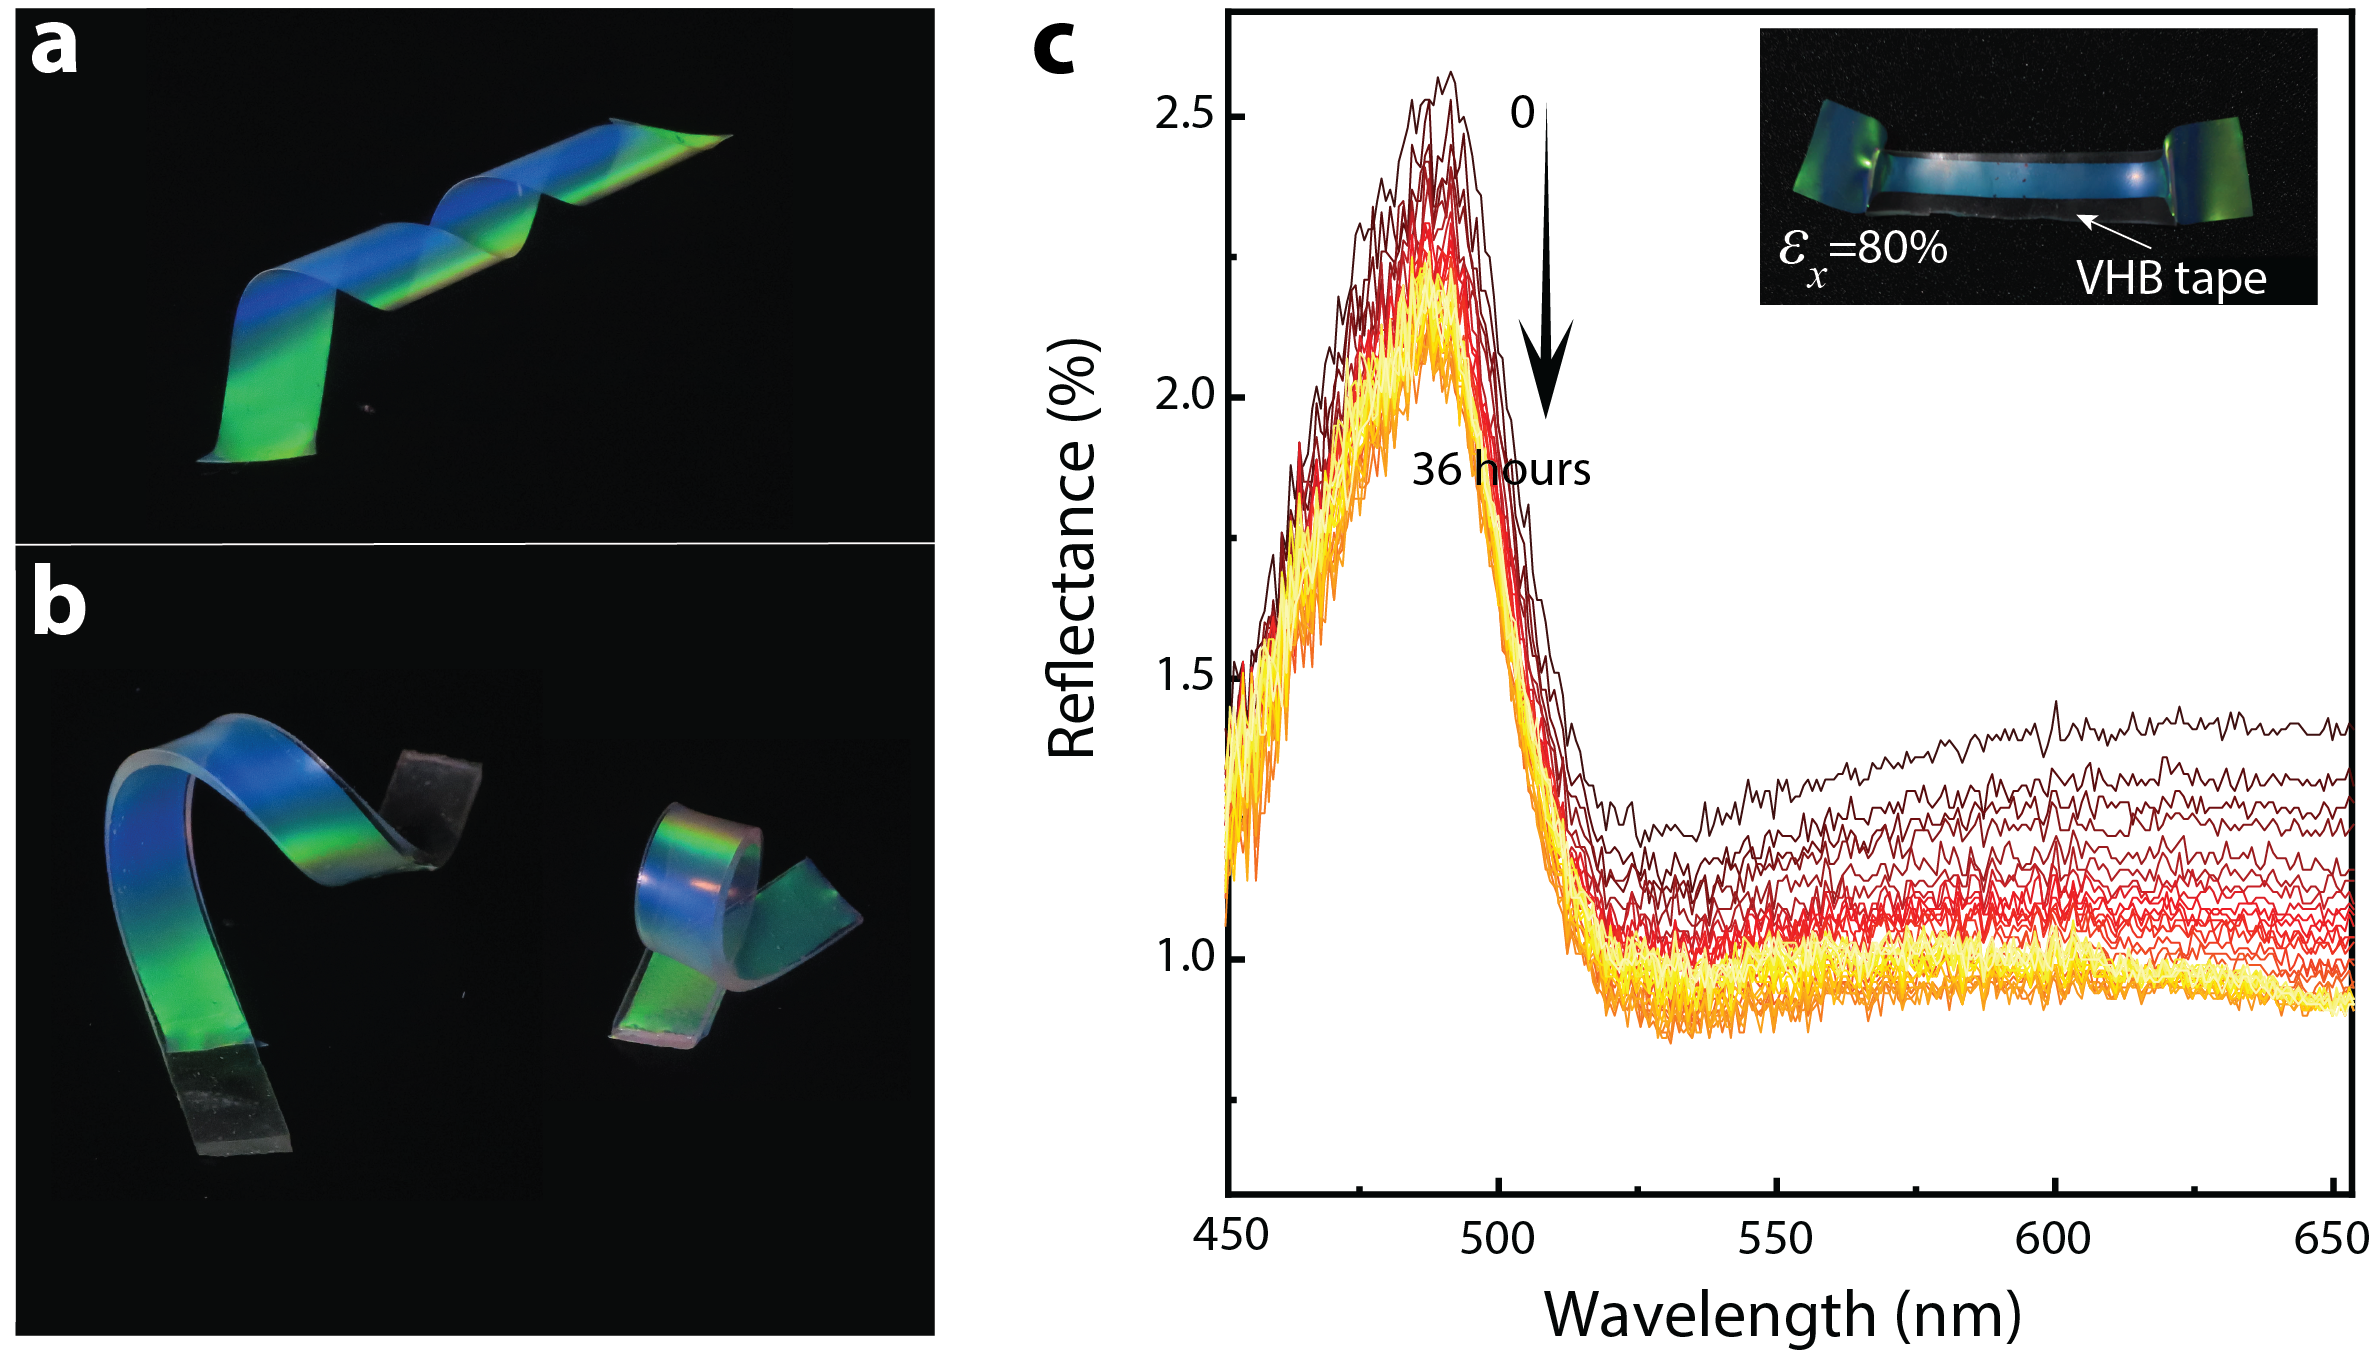 a
b
c
Reflectance (%)
2.5
2.0
1.5
1.0
0
36 hours
εx=80%
VHB tape
450
500
550
600
650
Wavelength (nm)